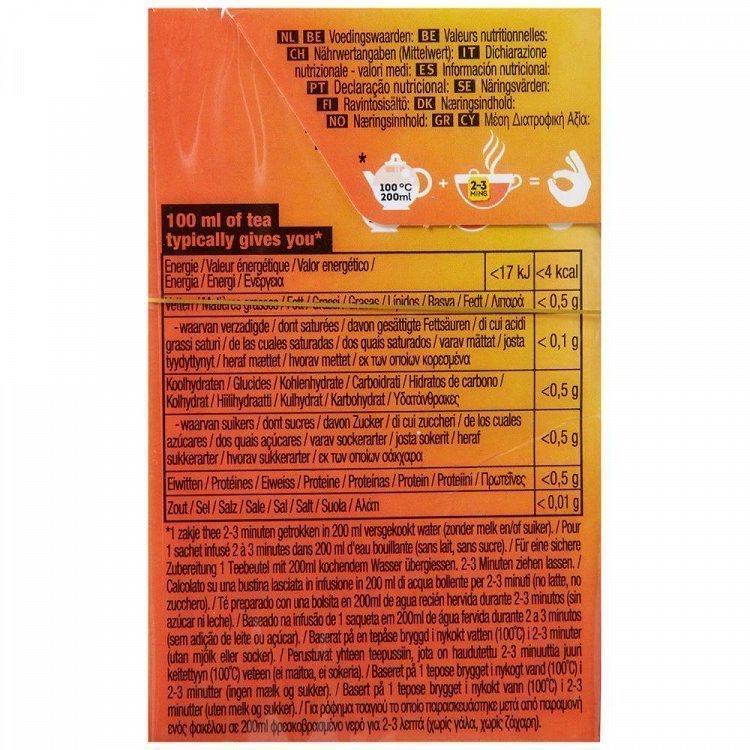 NL BE Voedingswaarden: BE Valeurs nutritionnelles:
CH Nährwertangaben (Mittelwert): IT Dichiarazione
nutrizionale - valori medi: ES Información nutricional:
PT Declaração nutricional: SE Näringsvärden:
FI Ravintosisältö: DK Næringsindhold:
NO Næringsinnhold: GR CY Μέση Διατροφική Αξία:
*
100 °C
200ml
+
2-3
MINS
=
100 ml of tea
typically gives you*
Energie / Valeur énergétique / Valor energético /
Energia / Energi / Ενεργεια
<17 kJ <4 kcal
Vetten / Matières grasses / Fett / Grassi / Grasas / Lípidos / Rasva / Fedt / Λιπαρά < 0,5 g
- waarvan verzadigde / dont saturées / davon gesättigte Fettsäuren / di cui acidi
grassi saturi / de las cuales saturadas / dos quais saturados / varav mättat / josta
tyydyttynyt / heraf mættet / hvorav mettet / εκ των οποίων κορεσμένα
< 0,1 g
Koolhydraten / Glucides / Kohlenhydrate / Carboidrati / Hidratos de carbono /
Kolhydrat / Hiilihydraatti / Kulhydrat / Karbohydrat / Υδατάνθρακες
<0,5 g
- waarvan suikers / dont sucres / davon Zucker / di cui zuccheri / de los cuales
azúcares / dos quais açúcares / varav sockerarter / josta sokerit / heraf
sukkerarter / hvorav sukkerarter / εκ των οποίων σάκχαρα
<0,5 g
Eiwitten / Protéines / Eiweiss / Proteine / Proteínas / Protein / Proteiini / Πρωτεΐνες <0,5 g
Zout / Sel / Salz / Sale / Sal / Salt / Suola / Αλάτι < 0,01 g
*1 zakje thee 2-3 minuten getrokken in 200 ml versgekookt water (zonder melk en/of suiker). / Pour
1 sachet infusé 2 à 3 minutes dans 200 ml d'eau bouillante (sans lait, sans sucre). / Für eine sichere
Zubereitung 1 Teebeutel mit 200ml kochendem Wasser übergiessen. 2-3 Minuten ziehen lassen. /
Calcolato su una bustina lasciata in infusione in 200 ml di acqua bollente per 2-3 minuti (no latte, no
zucchero). / Té preparado con una bolsita en 200ml de agua recién hervida durante 2-3 minutos (sin
azúcar ni leche). / Baseado na infusão de 1 saqueta em 200ml de água fervida durante 2 a 3 minutos
(sem adição de leite ou açúcar). / Baserat på en tepåse bryggd i nykokt vatten (100°C) i 2-3 minuter
(utan mjölk eller socker). / Perustuvat yhteen teepussiin, jota on haudutettu 2-3 minuuttia juuri
keitettyyn (100°C) veteen (ei maitoa, ei sokeria). / Baseret på 1 tepose brygget i nykogt vand (100°C) i
2-3 minutter (ingen mælk og sukker). / Basert på 1 tepose brygget i nykokt vann (100°C) i 2-3
minutter (uten melk og sukker). / Για ρόφημα τσαγιού το οποίο παρασκευάστηκε μετά από παραμονή
ενός φακέλου σε 200ml φρεσκοβρασμένο νερό για 2-3 λεπτά (χωρίς γάλα, χωρίς ζάχαρη).